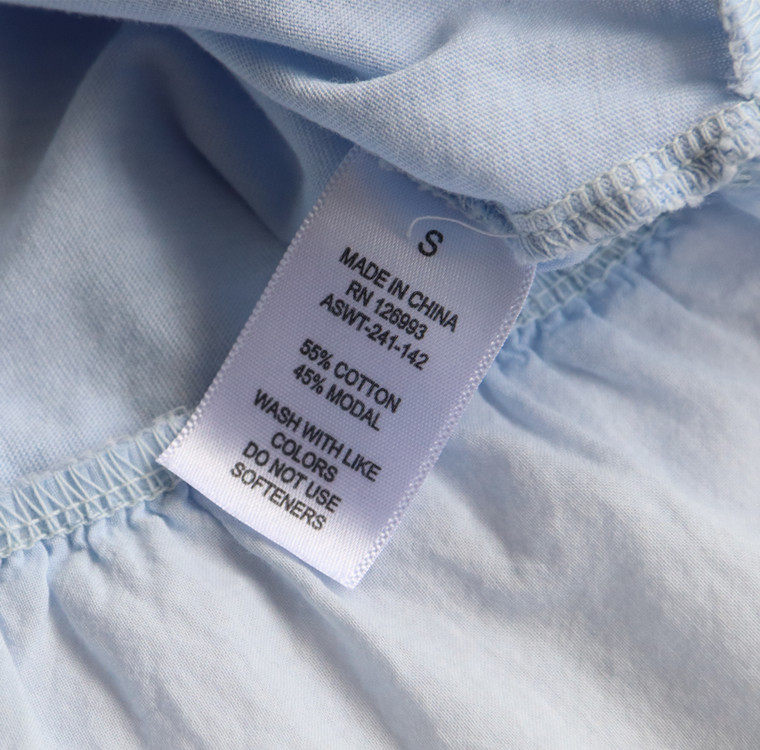 S
MADE IN CHINA
RN 126993
ASWT-241-142
55% COTTON
45% MODAL
WASH WITH LIKE
COLORS
DO NOT USE
SOFTENERS